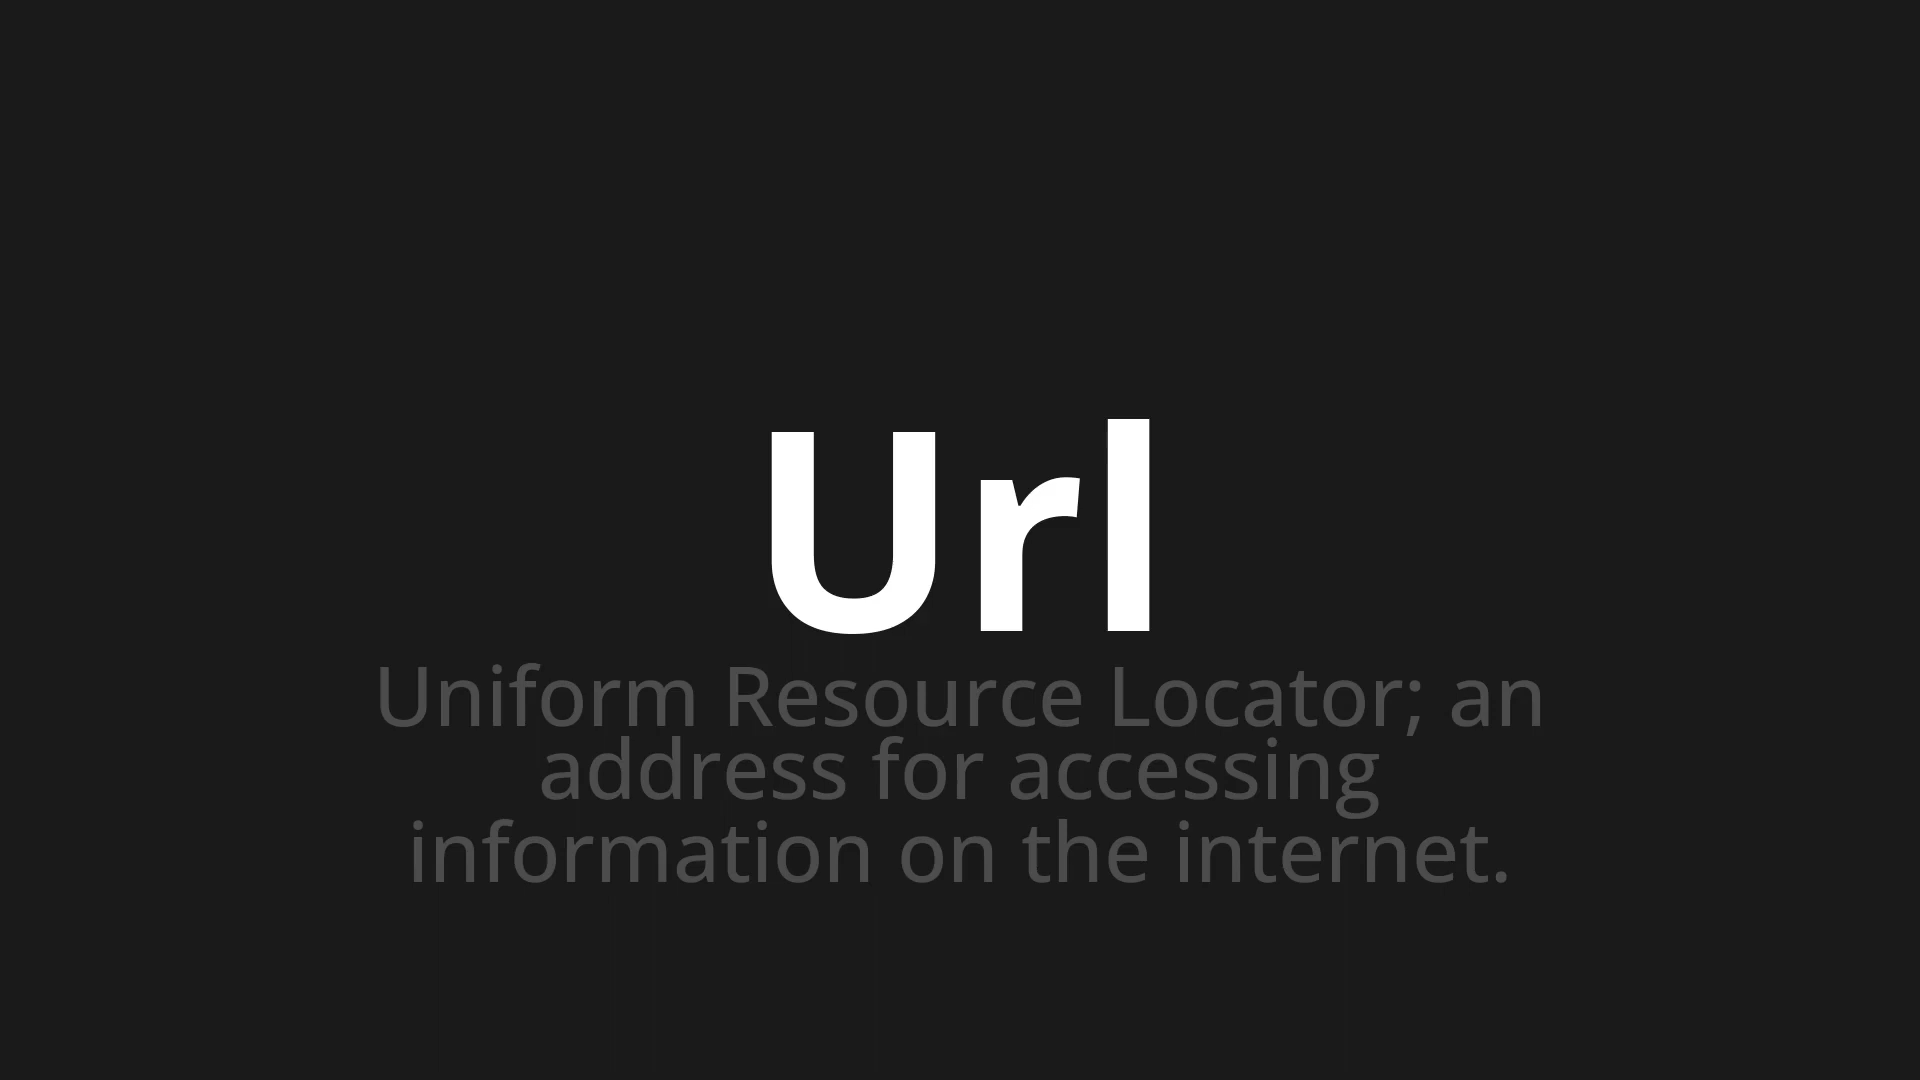 Url
Uniform Resource Locator; an
address for accessing
information on the internet.